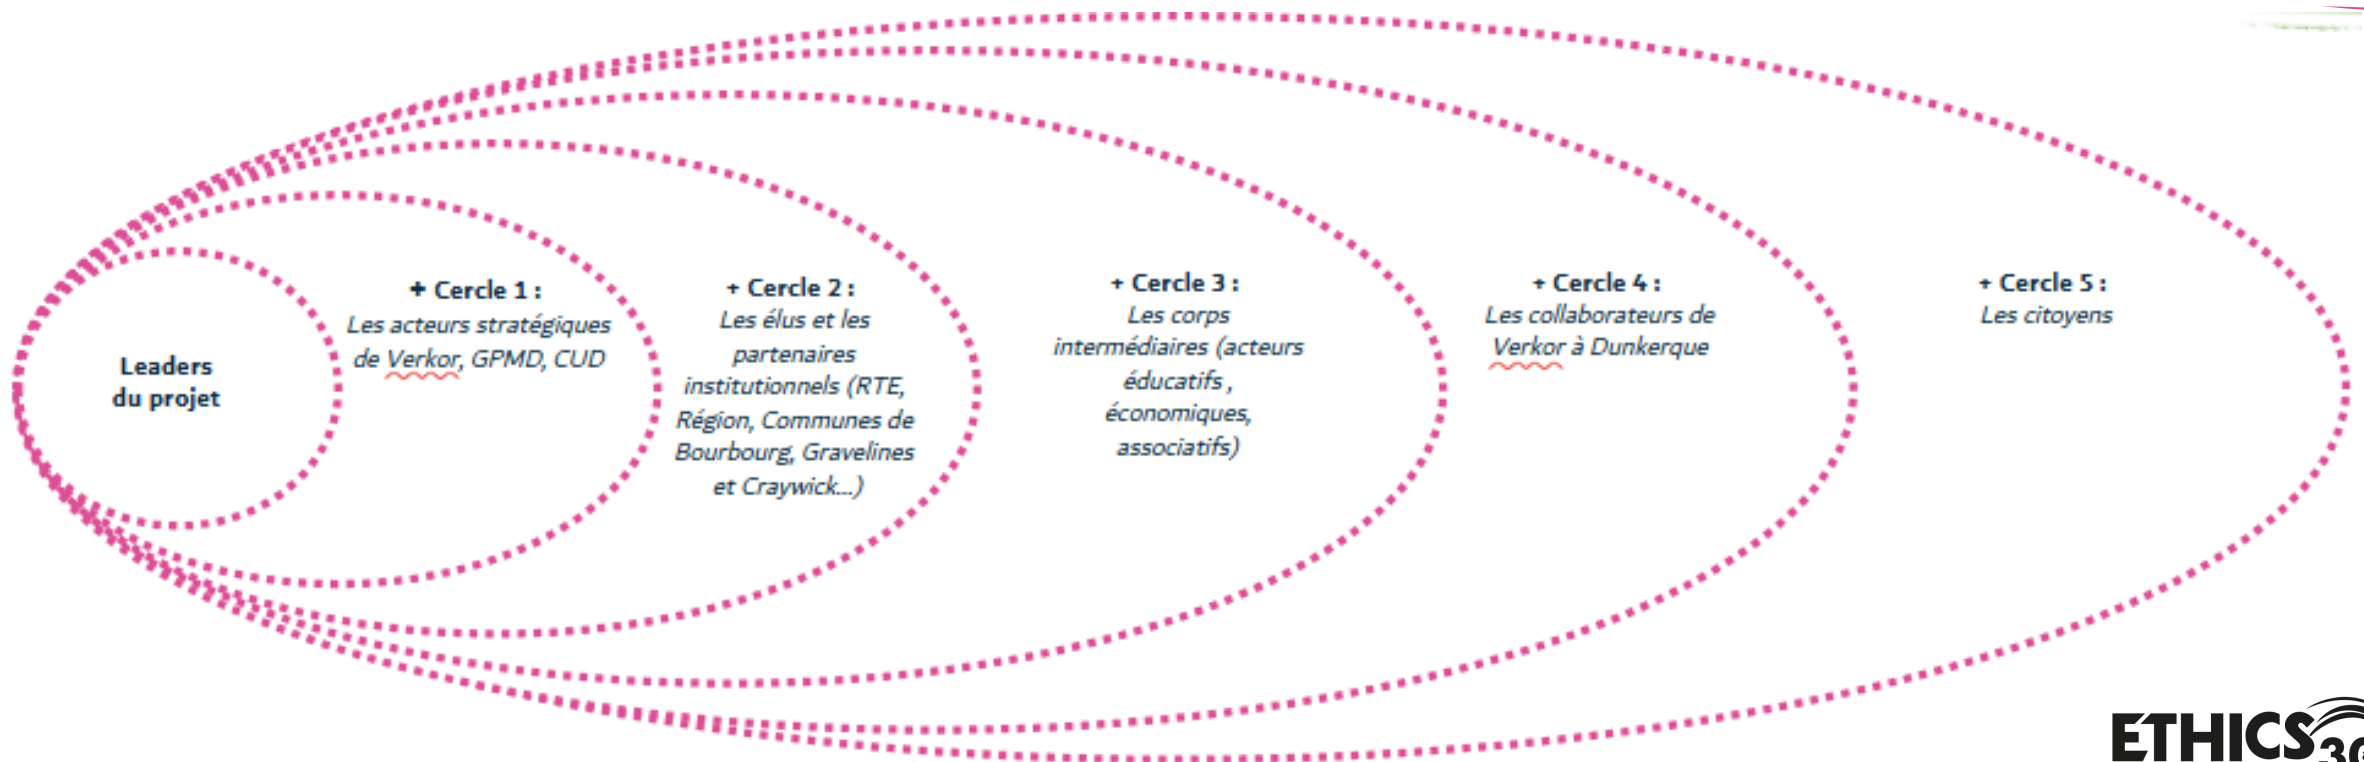 Leaders
du projet
+ Cercle 1 :
Les acteurs stratégiques
de Verkor, GPMD, CUD
+ Cercle 2 :
Les élus et les
partenaires
institutionnels (RTE,
Région, Communes de
Bourbourg, Gravelines
et Craywick...)
+ Cercle 3 :
Les corps
intermédiaires (acteurs
éducatifs ,
économiques,
associatifs)
+ Cercle 4 :
Les collaborateurs de
Verkor à Dunkerque
+ Cercle 5 :
Les citoyens
ETHICS